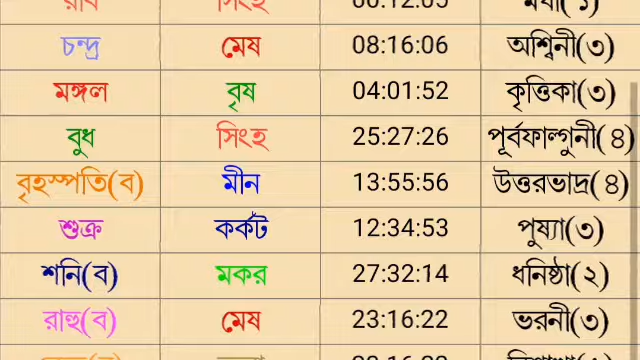 চন্দ্র মেষ 08:16:06 অশ্বিনী(৩)
মঙ্গল বৃষ 04:01:52 কৃত্তিকা(৩)
বুধ সিংহ 25:27:26 পূর্বফাল্গুনী(৪)
বৃহস্পতি(ব) মীন 13:55:56 উত্তরভাদ্র(৪)
শুক্র কর্কট 12:34:53 পুষ্যা(৩)
শনি(ব) মকর 27:32:14 ধনিষ্ঠা(২)
রাহু(ব) মেষ 23:16:22 ভরনী(৩)